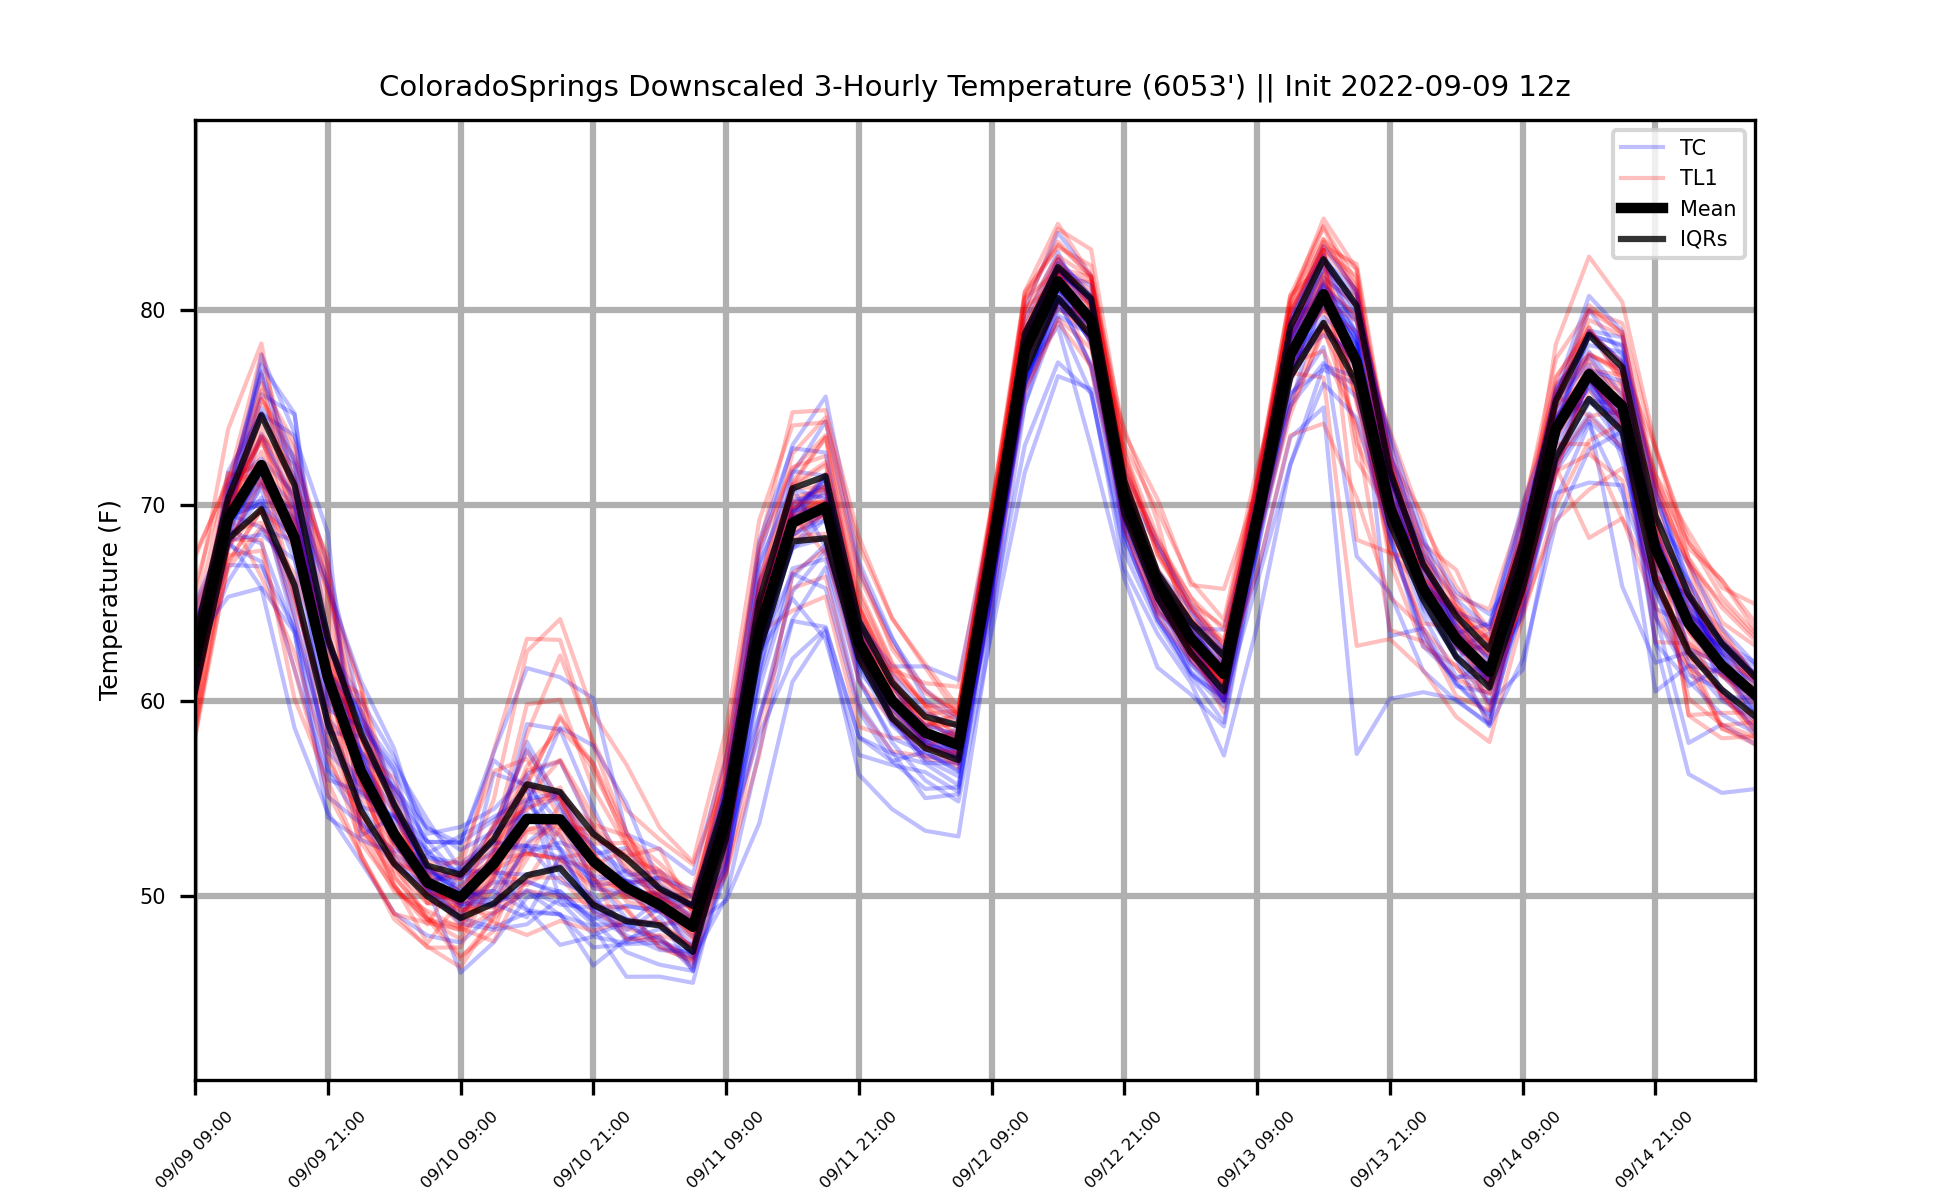 ColoradoSprings Downscaled 3-Hourly Temperature (6053') || Init 2022-09-09 12z
TC
TL1
Mean
IQRs
Temperature (F)
80
70
60
50
09/09 09:00
09/09 21:00
09/10 09:00
09/10 21:00
09/11 09:00
09/11 21:00
09/12 09:00
09/12 21:00
09/13 09:00
09/13 21:00
09/14 09:00
09/14 21:00